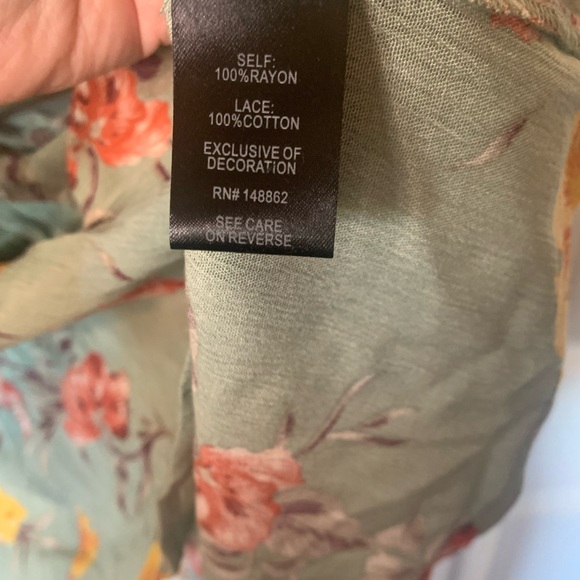 SELF:
100%RAYON
LACE:
100%COTTON
EXCLUSIVE OF
DECORATION
RN# 148862
SEE CARE
ON REVERSE